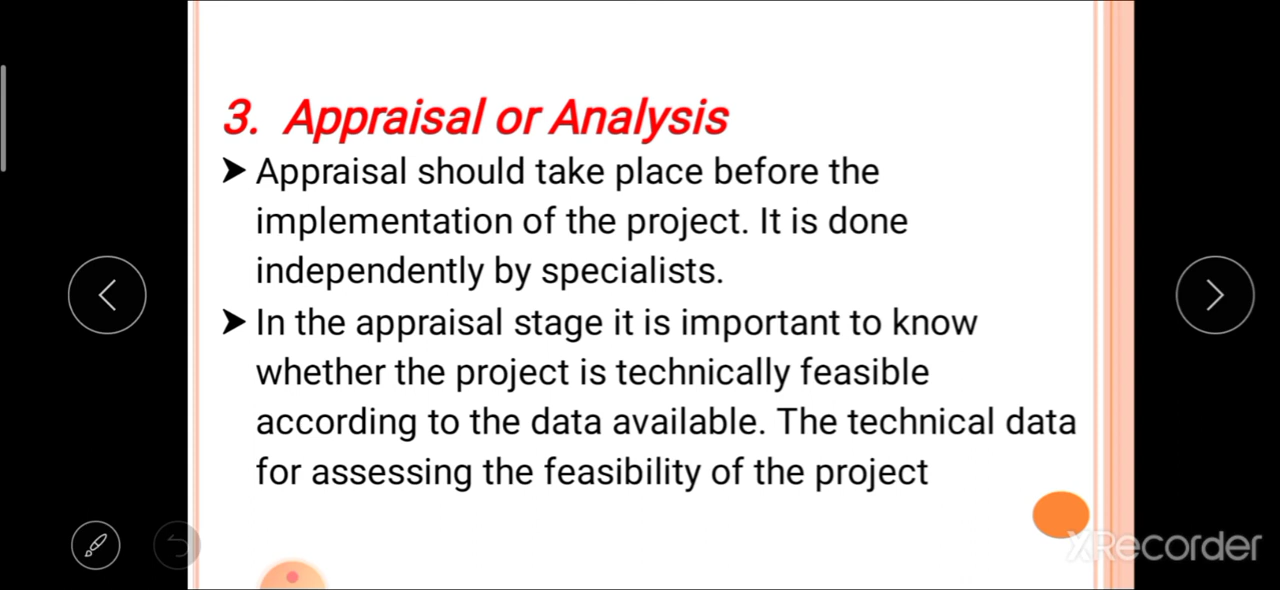 3. Appraisal or Analysis
➤ Appraisal should take place before the
implementation of the project. It is done
independently by specialists.
➤ In the appraisal stage it is important to know
whether the project is technically feasible
according to the data available. The technical data
for assessing the feasibility of the project
XRecorder